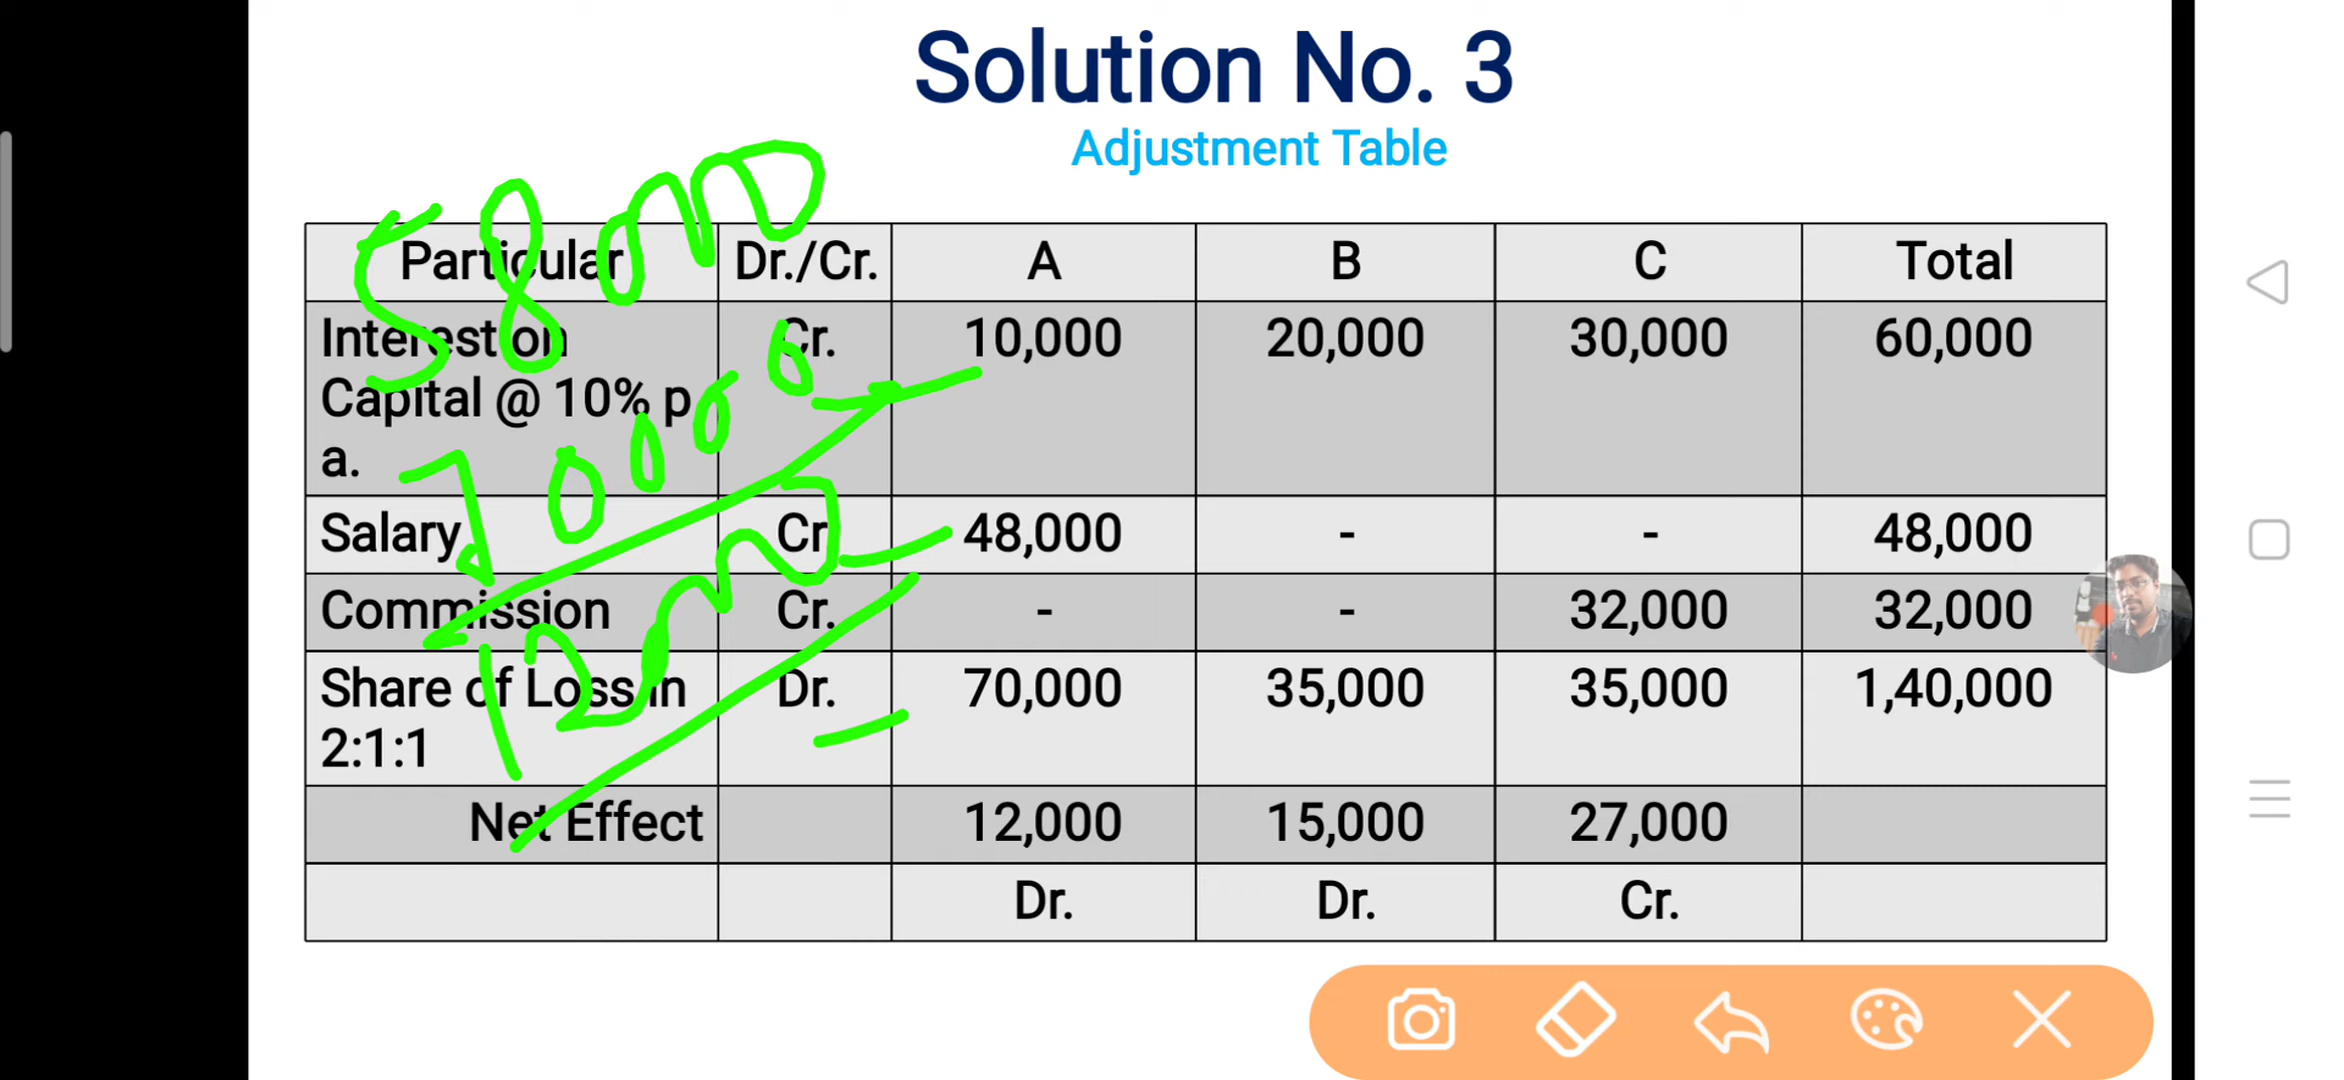 Solution No. 3
Adjustment Table
58000
Particular Dr./Cr. A B C Total
Interest on Cr. 10,000 20,000 30,000 60,000
Capital @ 10% p
a.
70000
Salary Cr 48,000 - - 48,000
Commission Cr. - - 32,000 32,000
12000
Share of Loss in Dr. 70,000 35,000 35,000 1,40,000
2:1:1
Net Effect 12,000 15,000 27,000
Dr. Dr. Cr.